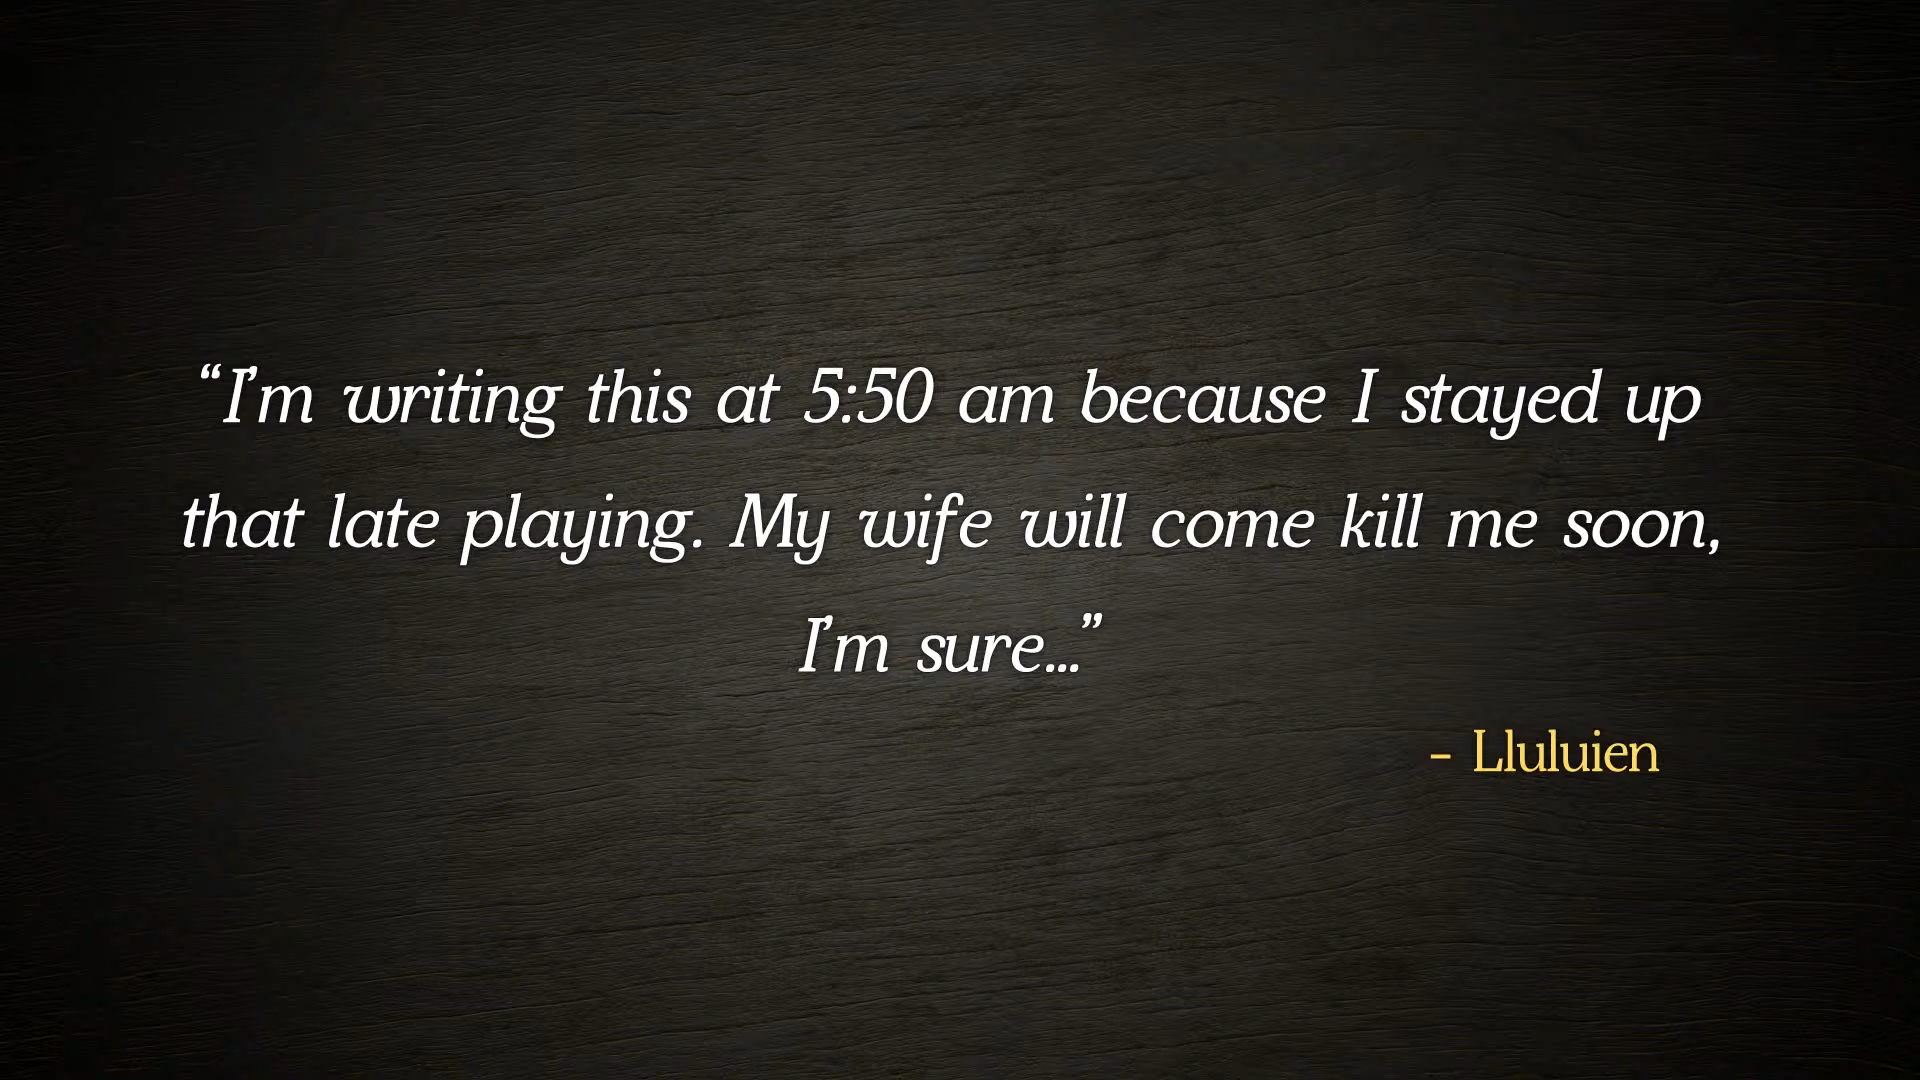 “I’m writing this at 5:50 am because I stayed up
that late playing. My wife will come kill me soon,
I’m sure...”
- Lluluien